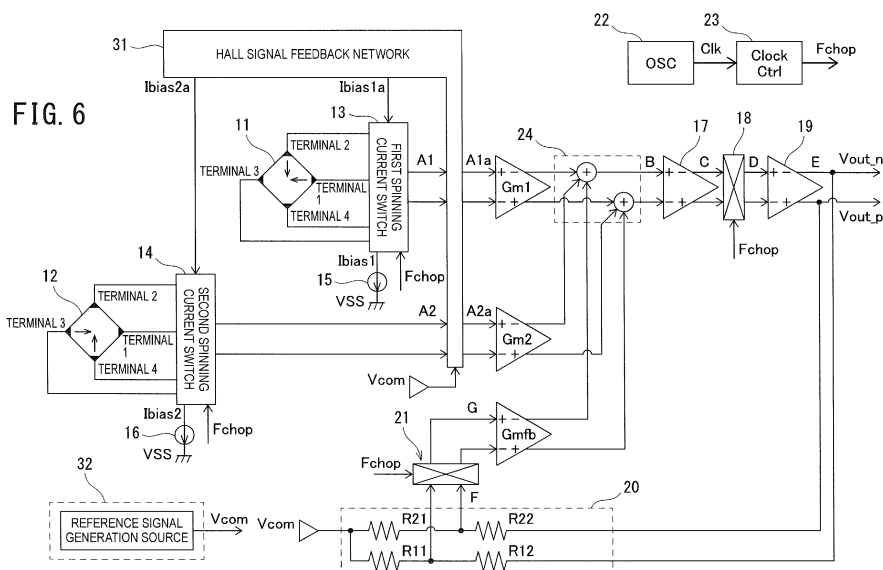 31
HALL SIGNAL FEEDBACK NETWORK
22
OSC
Clk
23
Clock Ctrl
Fchop
FIG. 6
Ibias2a
Ibias1a
13
11
TERMINAL 2
TERMINAL 3
TERMINAL 1
TERMINAL 4
FIRST SPINNING CURRENT SWITCH
A1
A1a
+ -
- +
Gm1
24
+
+
B
17
+ -
- +
C
18
D
19
+ -
- +
E
Vout_n
Vout_p
Fchop
Ibias1
15
VSS
Fchop
14
12
TERMINAL 2
TERMINAL 3
TERMINAL 1
TERMINAL 4
SECOND SPINNING CURRENT SWITCH
A2
A2a
+ -
- +
Gm2
Vcom
Ibias2
16
VSS
Fchop
G
+ -
- +
Gmfb
21
Fchop
F
32
REFERENCE SIGNAL
GENERATION SOURCE
Vcom
Vcom
20
R21
R22
R11
R12